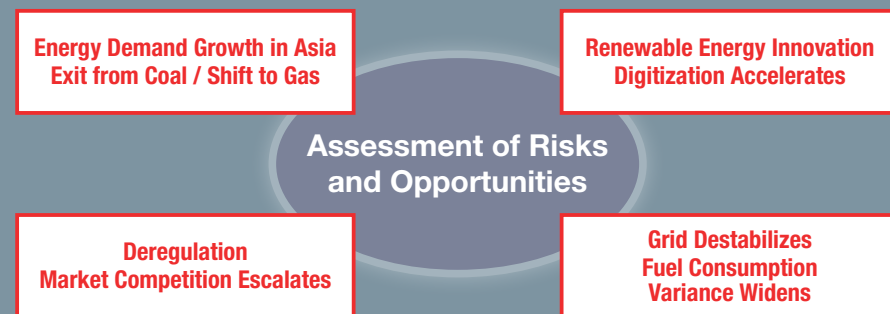 Energy Demand Growth in Asia
Exit from Coal / Shift to Gas
Renewable Energy Innovation
Digitization Accelerates
Assessment of Risks
and Opportunities
Deregulation
Market Competition Escalates
Grid Destabilizes
Fuel Consumption
Variance Widens